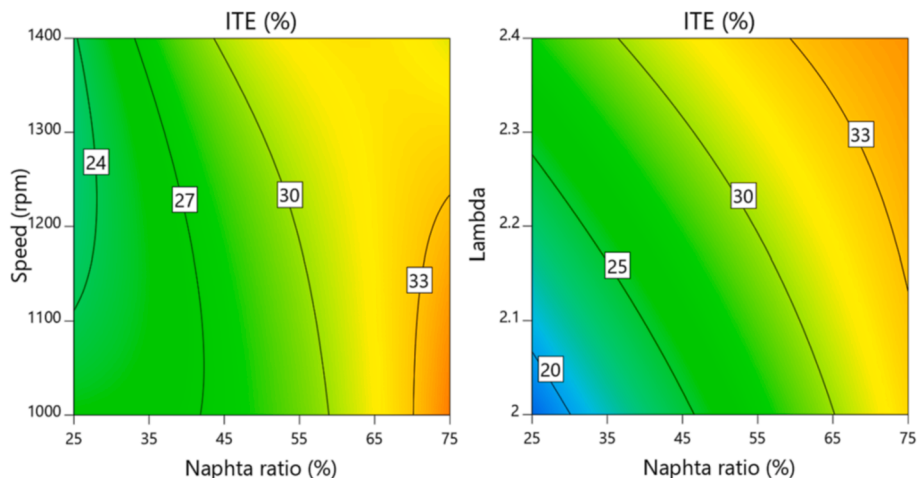 ITE (%)
1400
1300
1200
1100
1000
Speed (rpm)
24
27
30
33
25 35 45 55 65 75
Naphta ratio (%)
ITE (%)
2.4
2.3
2.2
2.1
2
Lambda
33
30
25
20
25 35 45 55 65 75
Naphta ratio (%)